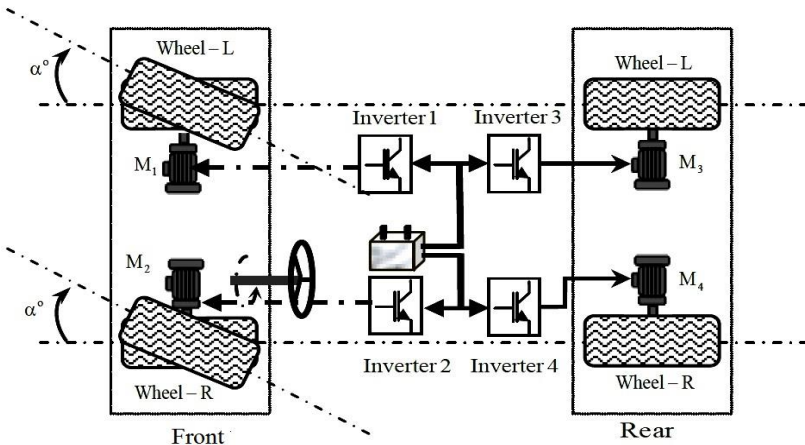 Wheel – L
Wheel – L
α°
Inverter 1
Inverter 3
M₁
M₃
M₂
M₄
α°
Inverter 2
Inverter 4
Wheel – R
Wheel – R
Front
Rear